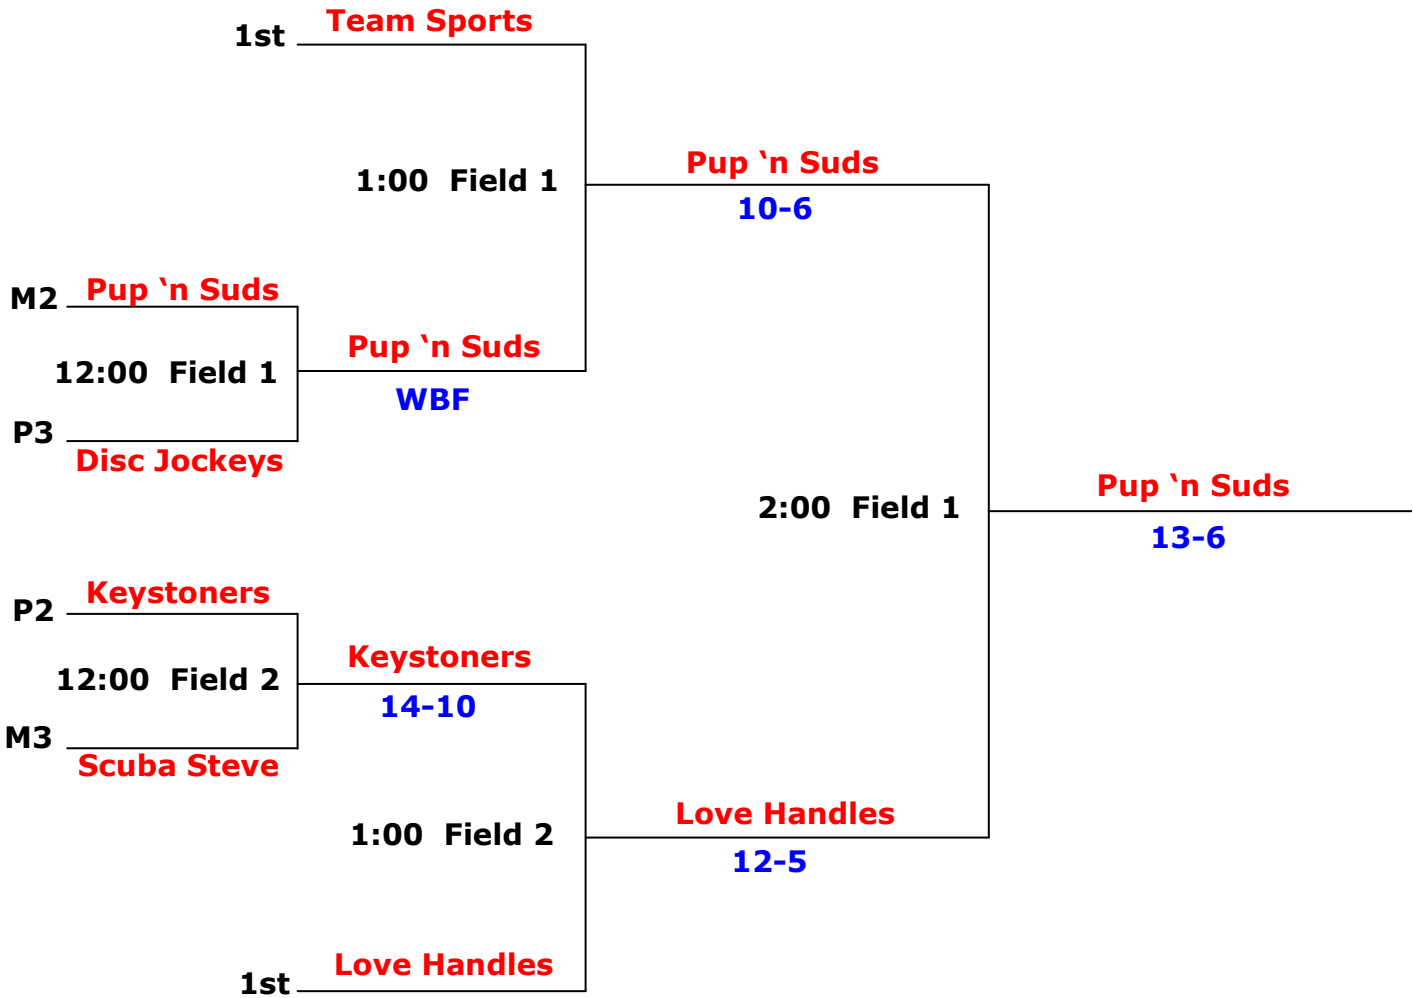 1st Team Sports
1:00 Field 1
Pup ‘n Suds
10-6
M2 Pup ‘n Suds
12:00 Field 1
Pup ‘n Suds
WBF
P3
Disc Jockeys
2:00 Field 1
Pup ‘n Suds
13-6
P2 Keystoners
12:00 Field 2
Keystoners
14-10
M3
Scuba Steve
1:00 Field 2
Love Handles
12-5
1st Love Handles